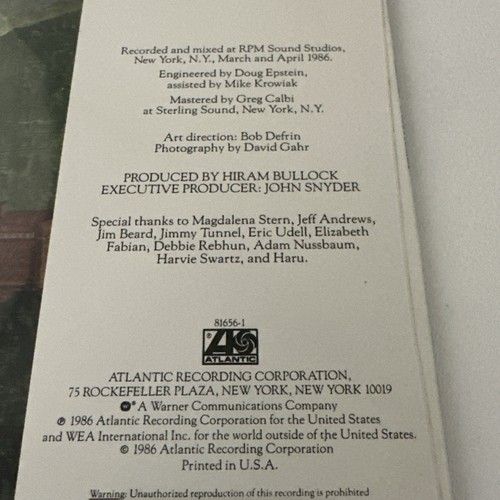 Recorded and mixed at RPM Sound Studios,
New York, N.Y., March and April 1986.
Engineered by Doug Epstein,
assisted by Mike Krowiak
Mastered by Greg Calbi
at Sterling Sound, New York, N.Y.
Art direction: Bob Defrin
Photography by David Gahr
PRODUCED BY HIRAM BULLOCK
EXECUTIVE PRODUCER: JOHN SNYDER
Special thanks to Magdalena Stern, Jeff Andrews,
Jim Beard, Jimmy Tunnel, Eric Udell, Elizabeth
Fabian, Debbie Rebhun, Adam Nussbaum,
Harvie Swartz, and Haru.
81656-1
ATLANTIC
ATLANTIC RECORDING CORPORATION,
75 ROCKEFELLER PLAZA, NEW YORK, NEW YORK 10019
® A Warner Communications Company
℗ 1986 Atlantic Recording Corporation for the United States
and WEA International Inc. for the world outside of the United States.
© 1986 Atlantic Recording Corporation
Printed in U.S.A.
Warning: Unauthorized reproduction of this recording is prohibited